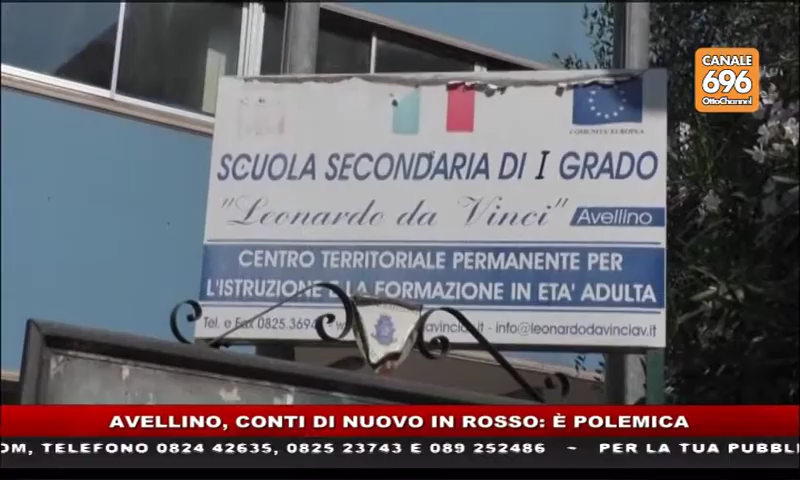 CANALE
696
OttoChannel
COMUNITÀ EUROPEA
SCUOLA SECONDARIA DI I GRADO
"Leonardo da Vinci" Avellino
CENTRO TERRITORIALE PERMANENTE PER
L'ISTRUZIONE E LA FORMAZIONE IN ETA' ADULTA
Tel. e Fax 0825.3694 - info@leonardodavinciav.it
AVELLINO, CONTI DI NUOVO IN ROSSO: È POLEMICA
OM, TELEFONO 0824 42635, 0825 23743 E 089 252486 ~ PER LA TUA PUBBLI